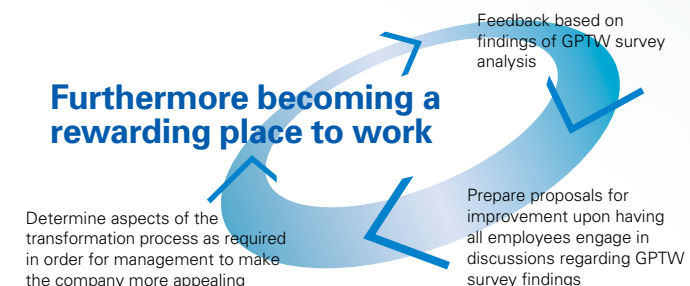 Feedback based on
findings of GPTW survey
analysis
Furthermore becoming a
rewarding place to work
Prepare proposals for
improvement upon having
all employees engage in
discussions regarding GPTW
survey findings
Determine aspects of the
transformation process as required
in order for management to make
the company more appealing